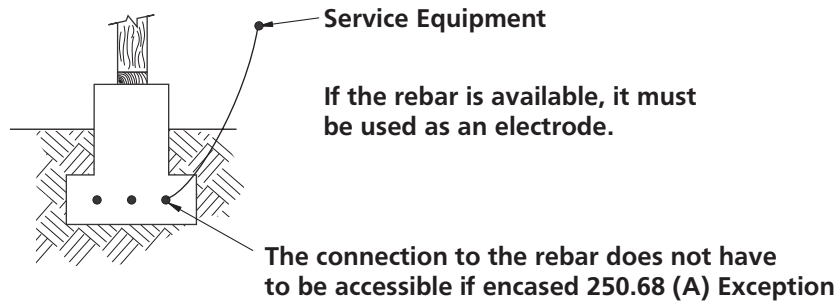 Service Equipment
If the rebar is available, it must
be used as an electrode.
The connection to the rebar does not have
to be accessible if encased 250.68 (A) Exception